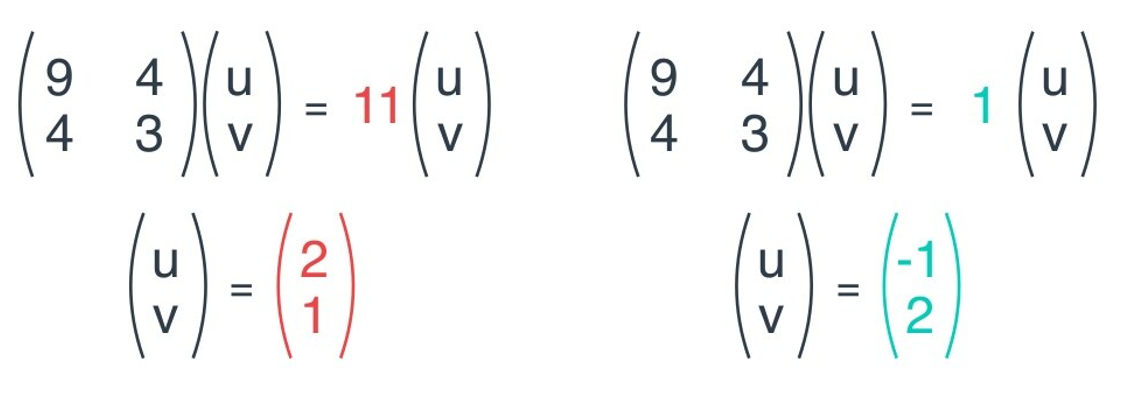 (9 4) (u) = 11 (u)
(4 3) (v) (v)
(u) = (2)
(v) (1)
(9 4) (u) = 1 (u)
(4 3) (v) (v)
(u) = (-1)
(v) (2)